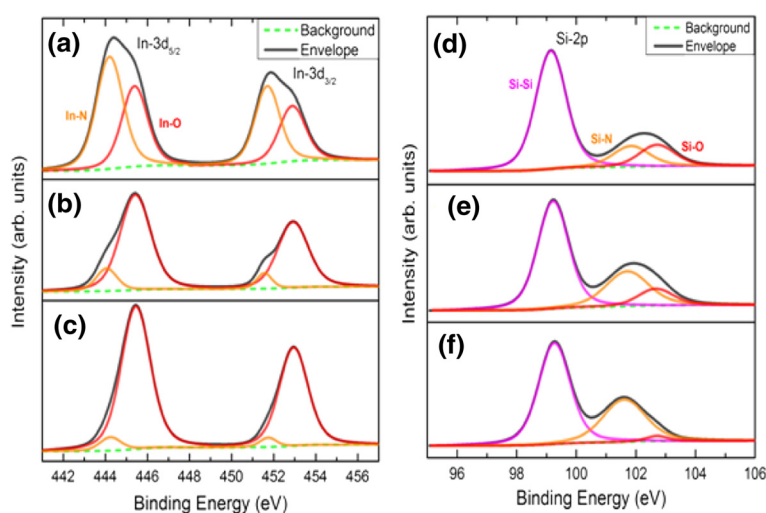 (a)
In-3d5/2
In-3d3/2
Background
Envelope
In-N
In-O
(b)
(c)
Intensity (arb. units)
442 444 446 448 450 452 454 456
Binding Energy (eV)
(d)
Si-2p
Background
Envelope
Si-Si
Si-N
Si-O
(e)
(f)
Intensity (arb. units)
96 98 100 102 104 106
Binding Energy (eV)